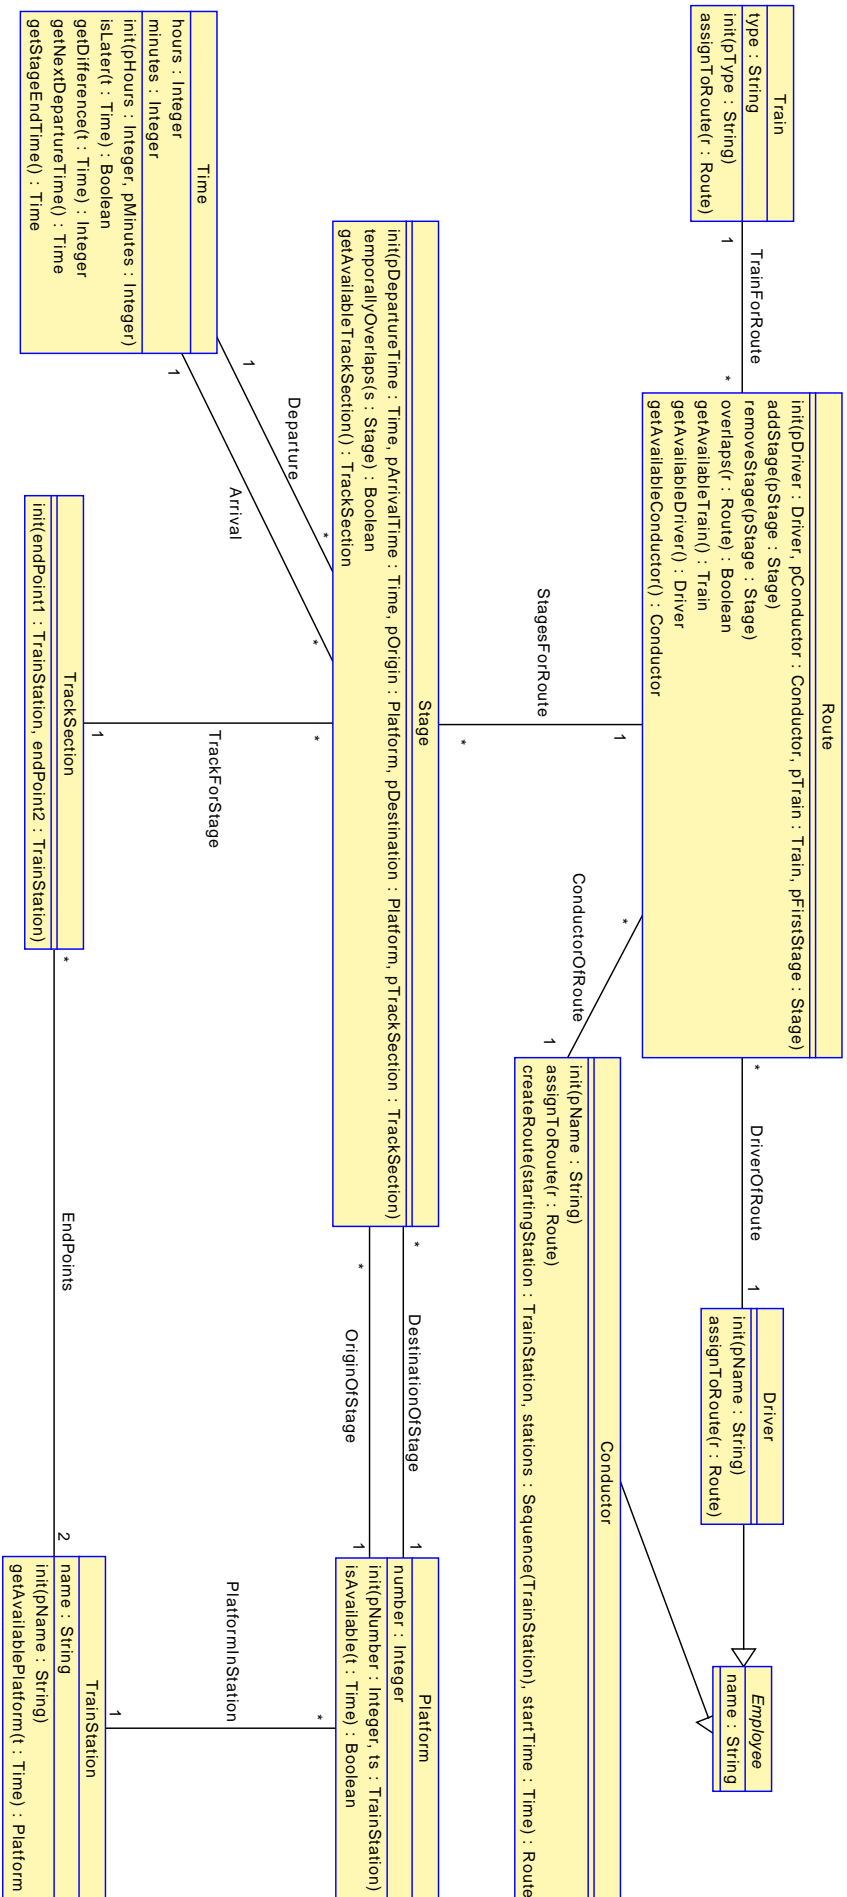 Train
type : String
init(pType : String)
assignToRoute(r : Route)
1
TrainForRoute
*
Route
init(pDriver : Driver, pConductor : Conductor, pTrain : Train, pFirstStage : Stage)
addStage(pStage : Stage)
removeStage(pStage : Stage)
overlaps(r : Route) : Boolean
getAvailableTrain() : Train
getAvailableDriver() : Driver
getAvailableConductor() : Conductor
*
DriverOfRoute
1
Driver
init(pName : String)
assignToRoute(r : Route)
Employee
name : String
1
StagesForRoute
*
*
ConductorOfRoute
1
Conductor
init(pName : String)
assignToRoute(r : Route)
createRoute(startingStation : TrainStation, stations : Sequence(TrainStation), startTime : Time) : Route
Stage
init(pDepartureTime : Time, pArrivalTime : Time, pOrigin : Platform, pDestination : Platform, pTrackSection : TrackSection)
temporallyOverlaps(s : Stage) : Boolean
getAvailableTrackSection() : TrackSection
*
DestinationOfStage
1
*
OriginOfStage
1
Platform
number : Integer
init(pNumber : Integer, ts : TrainStation)
isAvailable(t : Time) : Boolean
Time
hours : Integer
minutes : Integer
init(pHours : Integer, pMinutes : Integer)
isLater(t : Time) : Boolean
getDifference(t : Time) : Integer
getNextDepartureTime() : Time
getStageEndTime() : Time
1
Departure
*
1
Arrival
*
*
TrackForStage
1
*
PlatformInStation
1
TrackSection
init(endPoint1 : TrainStation, endPoint2 : TrainStation)
*
EndPoints
2
TrainStation
name : String
init(pName : String)
getAvailablePlatform(t : Time) : Platform